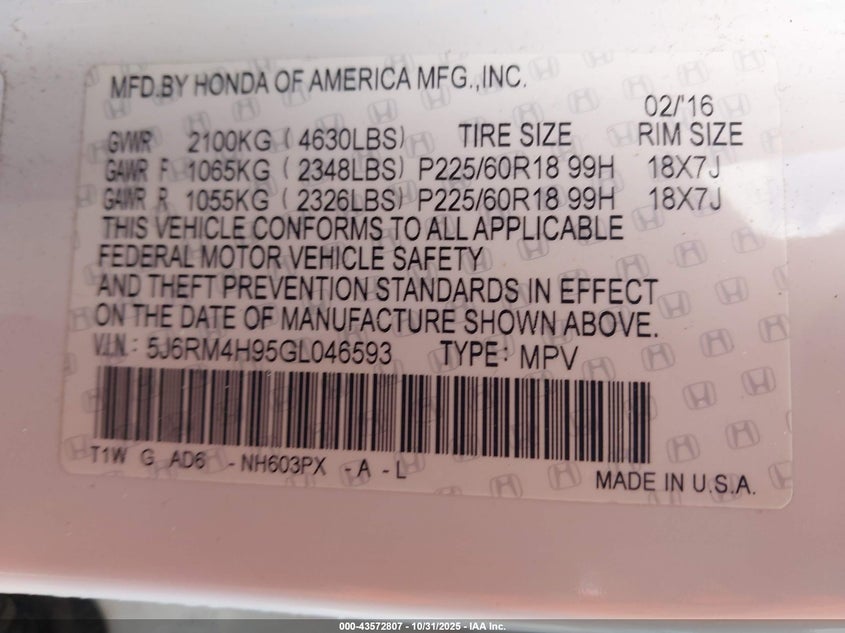 MFD.BY HONDA OF AMERICA MFG.,INC.
02/'16
GVWR 2100KG ( 4630LBS) TIRE SIZE RIM SIZE
GAWR F 1065KG ( 2348LBS) P225/60R18 99H 18X7J
GAWR R 1055KG ( 2326LBS) P225/60R18 99H 18X7J
THIS VEHICLE CONFORMS TO ALL APPLICABLE
FEDERAL MOTOR VEHICLE SAFETY
AND THEFT PREVENTION STANDARDS IN EFFECT
ON THE DATE OF MANUFACTURE SHOWN ABOVE.
V.I.N.: 5J6RM4H95GL046593 TYPE: MPV
T1W G AD6 -NH603PX -A -L
MADE IN U.S.A.
000-43572807 - 10/31/2025 - IAA Inc.